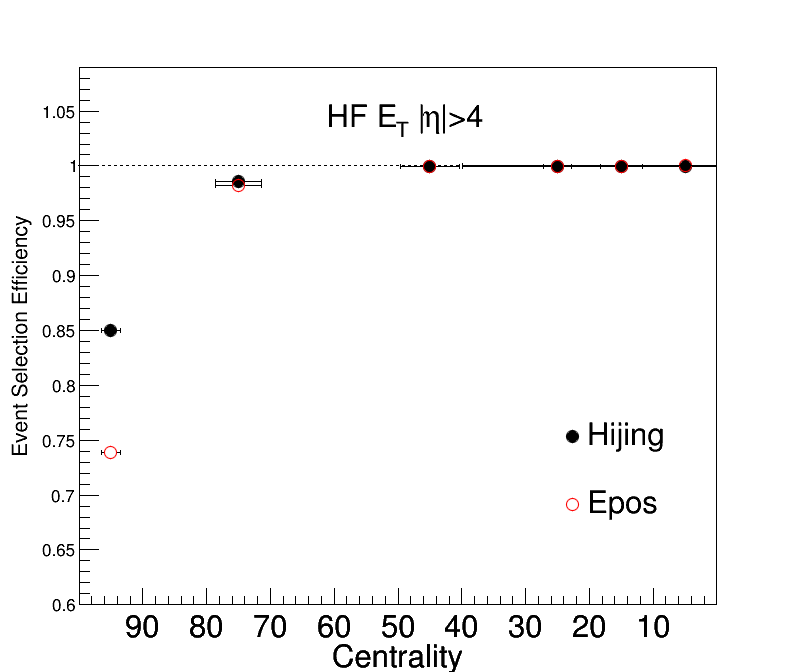 HF E_T |η|>4
1.05
1
0.95
0.9
0.85
0.8
0.75
0.7
0.65
0.6
Event Selection Efficiency
Hijing
Epos
90 80 70 60 50 40 30 20 10
Centrality